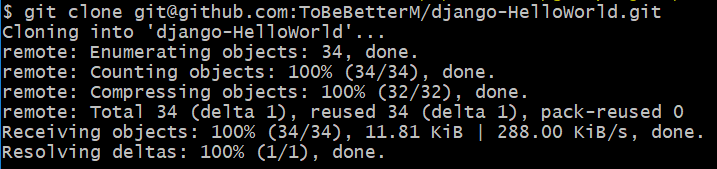 $ git clone git@github.com:ToBeBetterM/django-HelloWorld.git
Cloning into 'django-HelloWorld'...
remote: Enumerating objects: 34, done.
remote: Counting objects: 100% (34/34), done.
remote: Compressing objects: 100% (32/32), done.
remote: Total 34 (delta 1), reused 34 (delta 1), pack-reused 0
Receiving objects: 100% (34/34), 11.81 KiB | 288.00 KiB/s, done.
Resolving deltas: 100% (1/1), done.